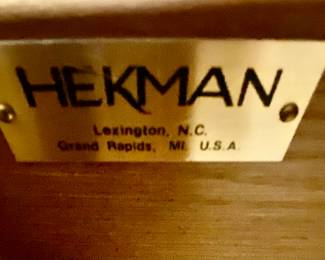 HEKMAN
Lexington, N.C.
Grand Rapids, MI. U.S.A.